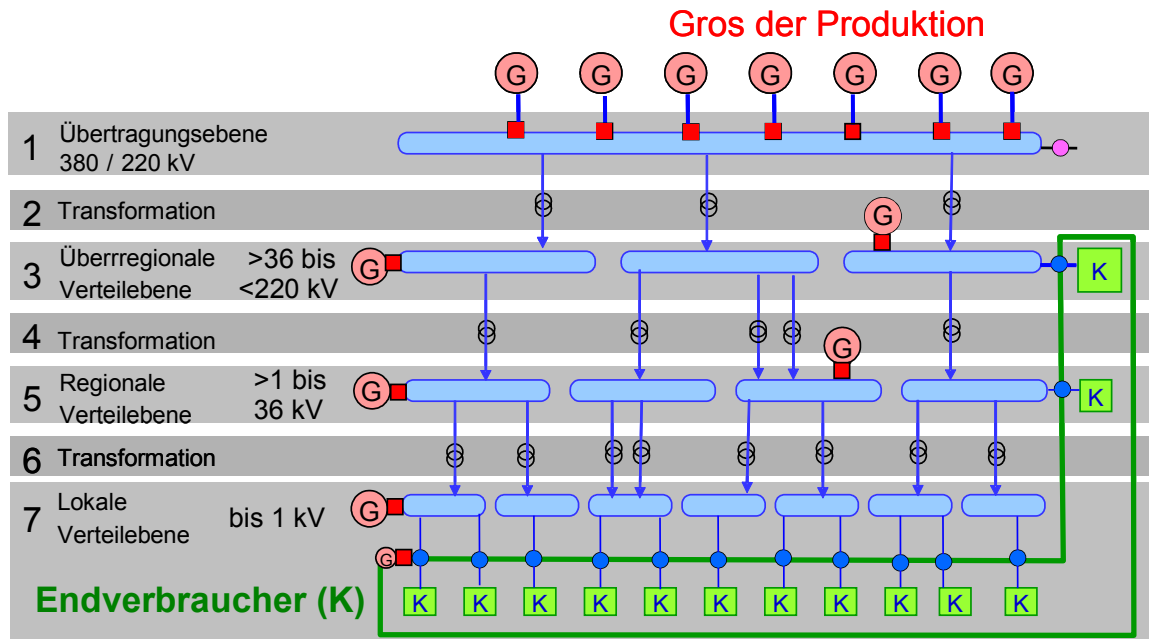 Gros der Produktion
G G G G G G G
1 Übertragungsebene
380 / 220 kV
2 Transformation
G
3 Überrregionale >36 bis
Verteilebene <220 kV
G
K
4 Transformation
G
5 Regionale >1 bis
Verteilebene 36 kV
G
K
6 Transformation
7 Lokale
Verteilebene
bis 1 kV
G
G
Endverbraucher (K)
K K K K K K K K K K K